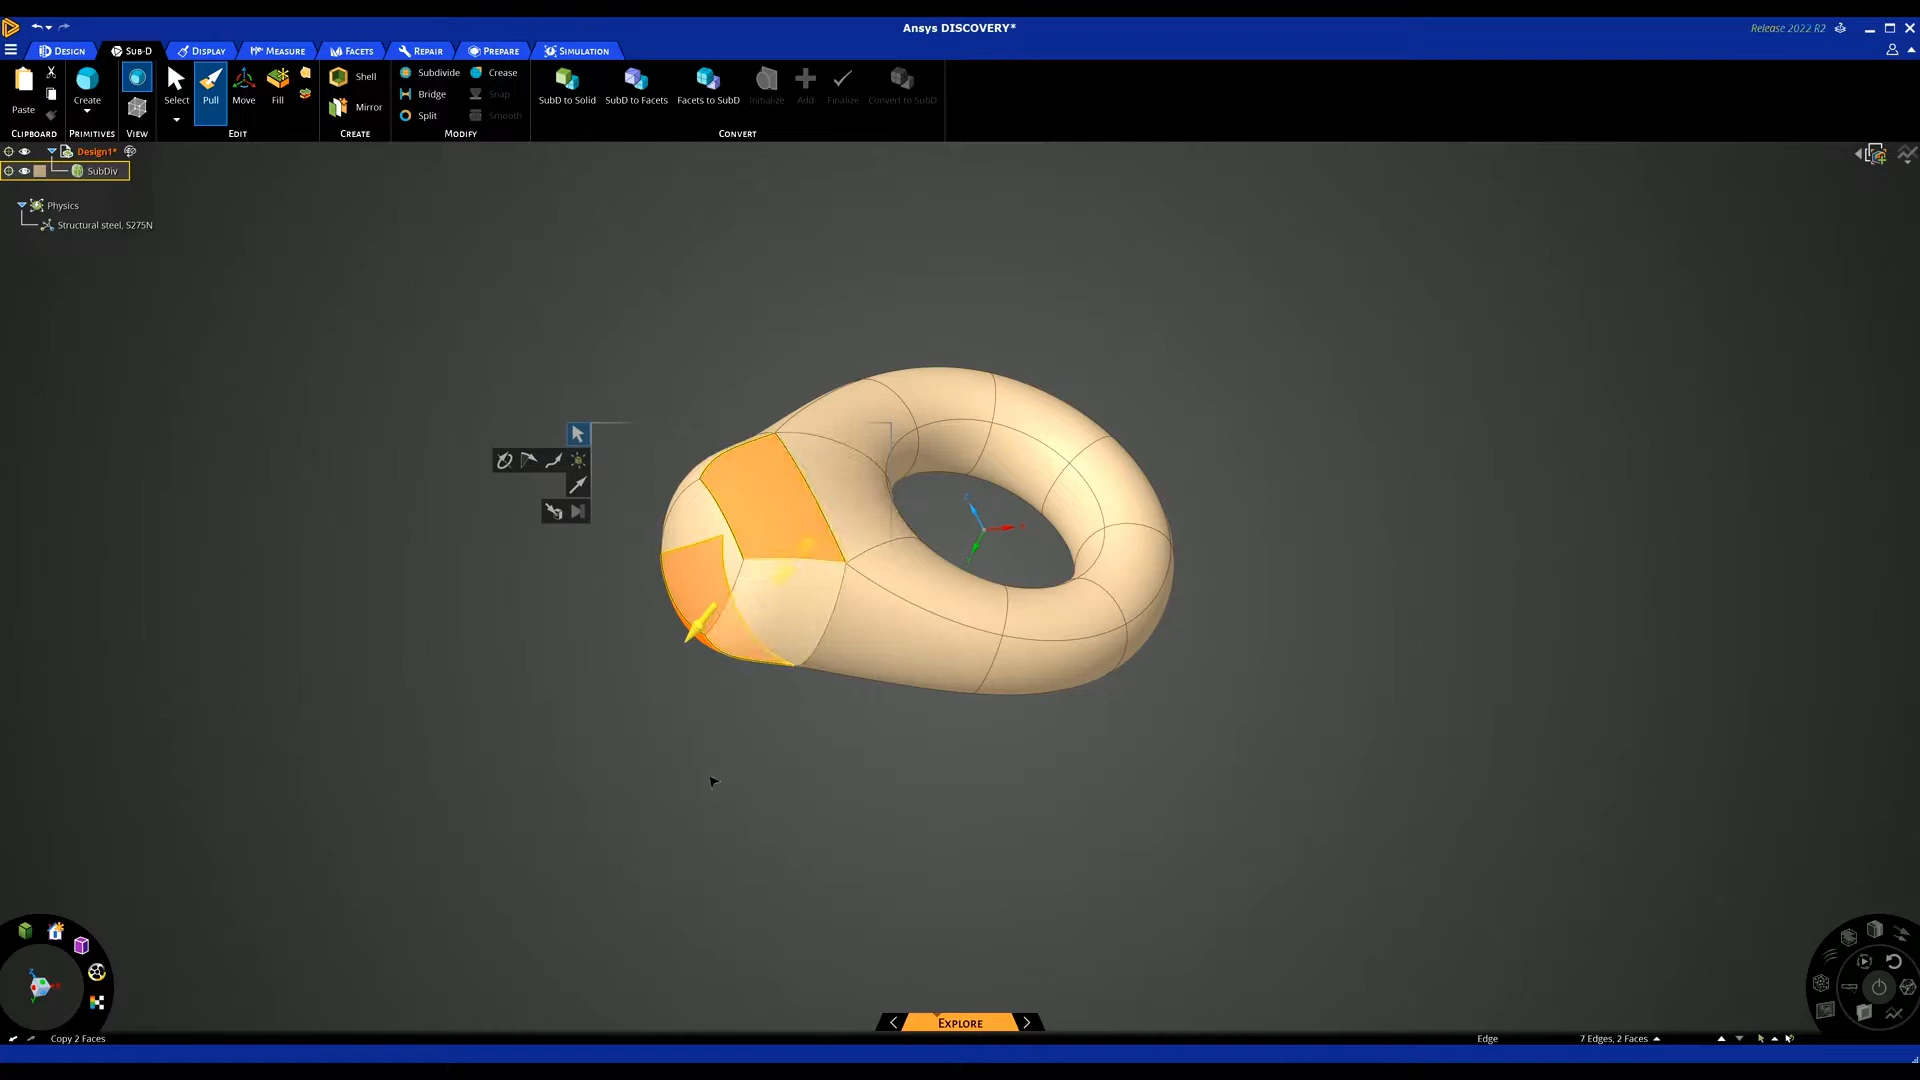 Ansys DISCOVERY*
Release 2022 R2
DESIGN
SUB-D
DISPLAY
MEASURE
FACETS
REPAIR
PREPARE
SIMULATION
Paste
Create
Select
Pull
Move
Fill
Shell
Mirror
Subdivide
Crease
Bridge
Snap
Split
Smooth
SubD to Solid
SubD to Facets
Facets to SubD
Initialize
Add
Finalize
Convert to SubD
CLIPBOARD
PRIMITIVES
VIEW
EDIT
CREATE
MODIFY
CONVERT
Design1*
SubDiv
Physics
Structural steel, S275N
EXPLORE
Copy 2 Faces
Edge
7 Edges, 2 Faces